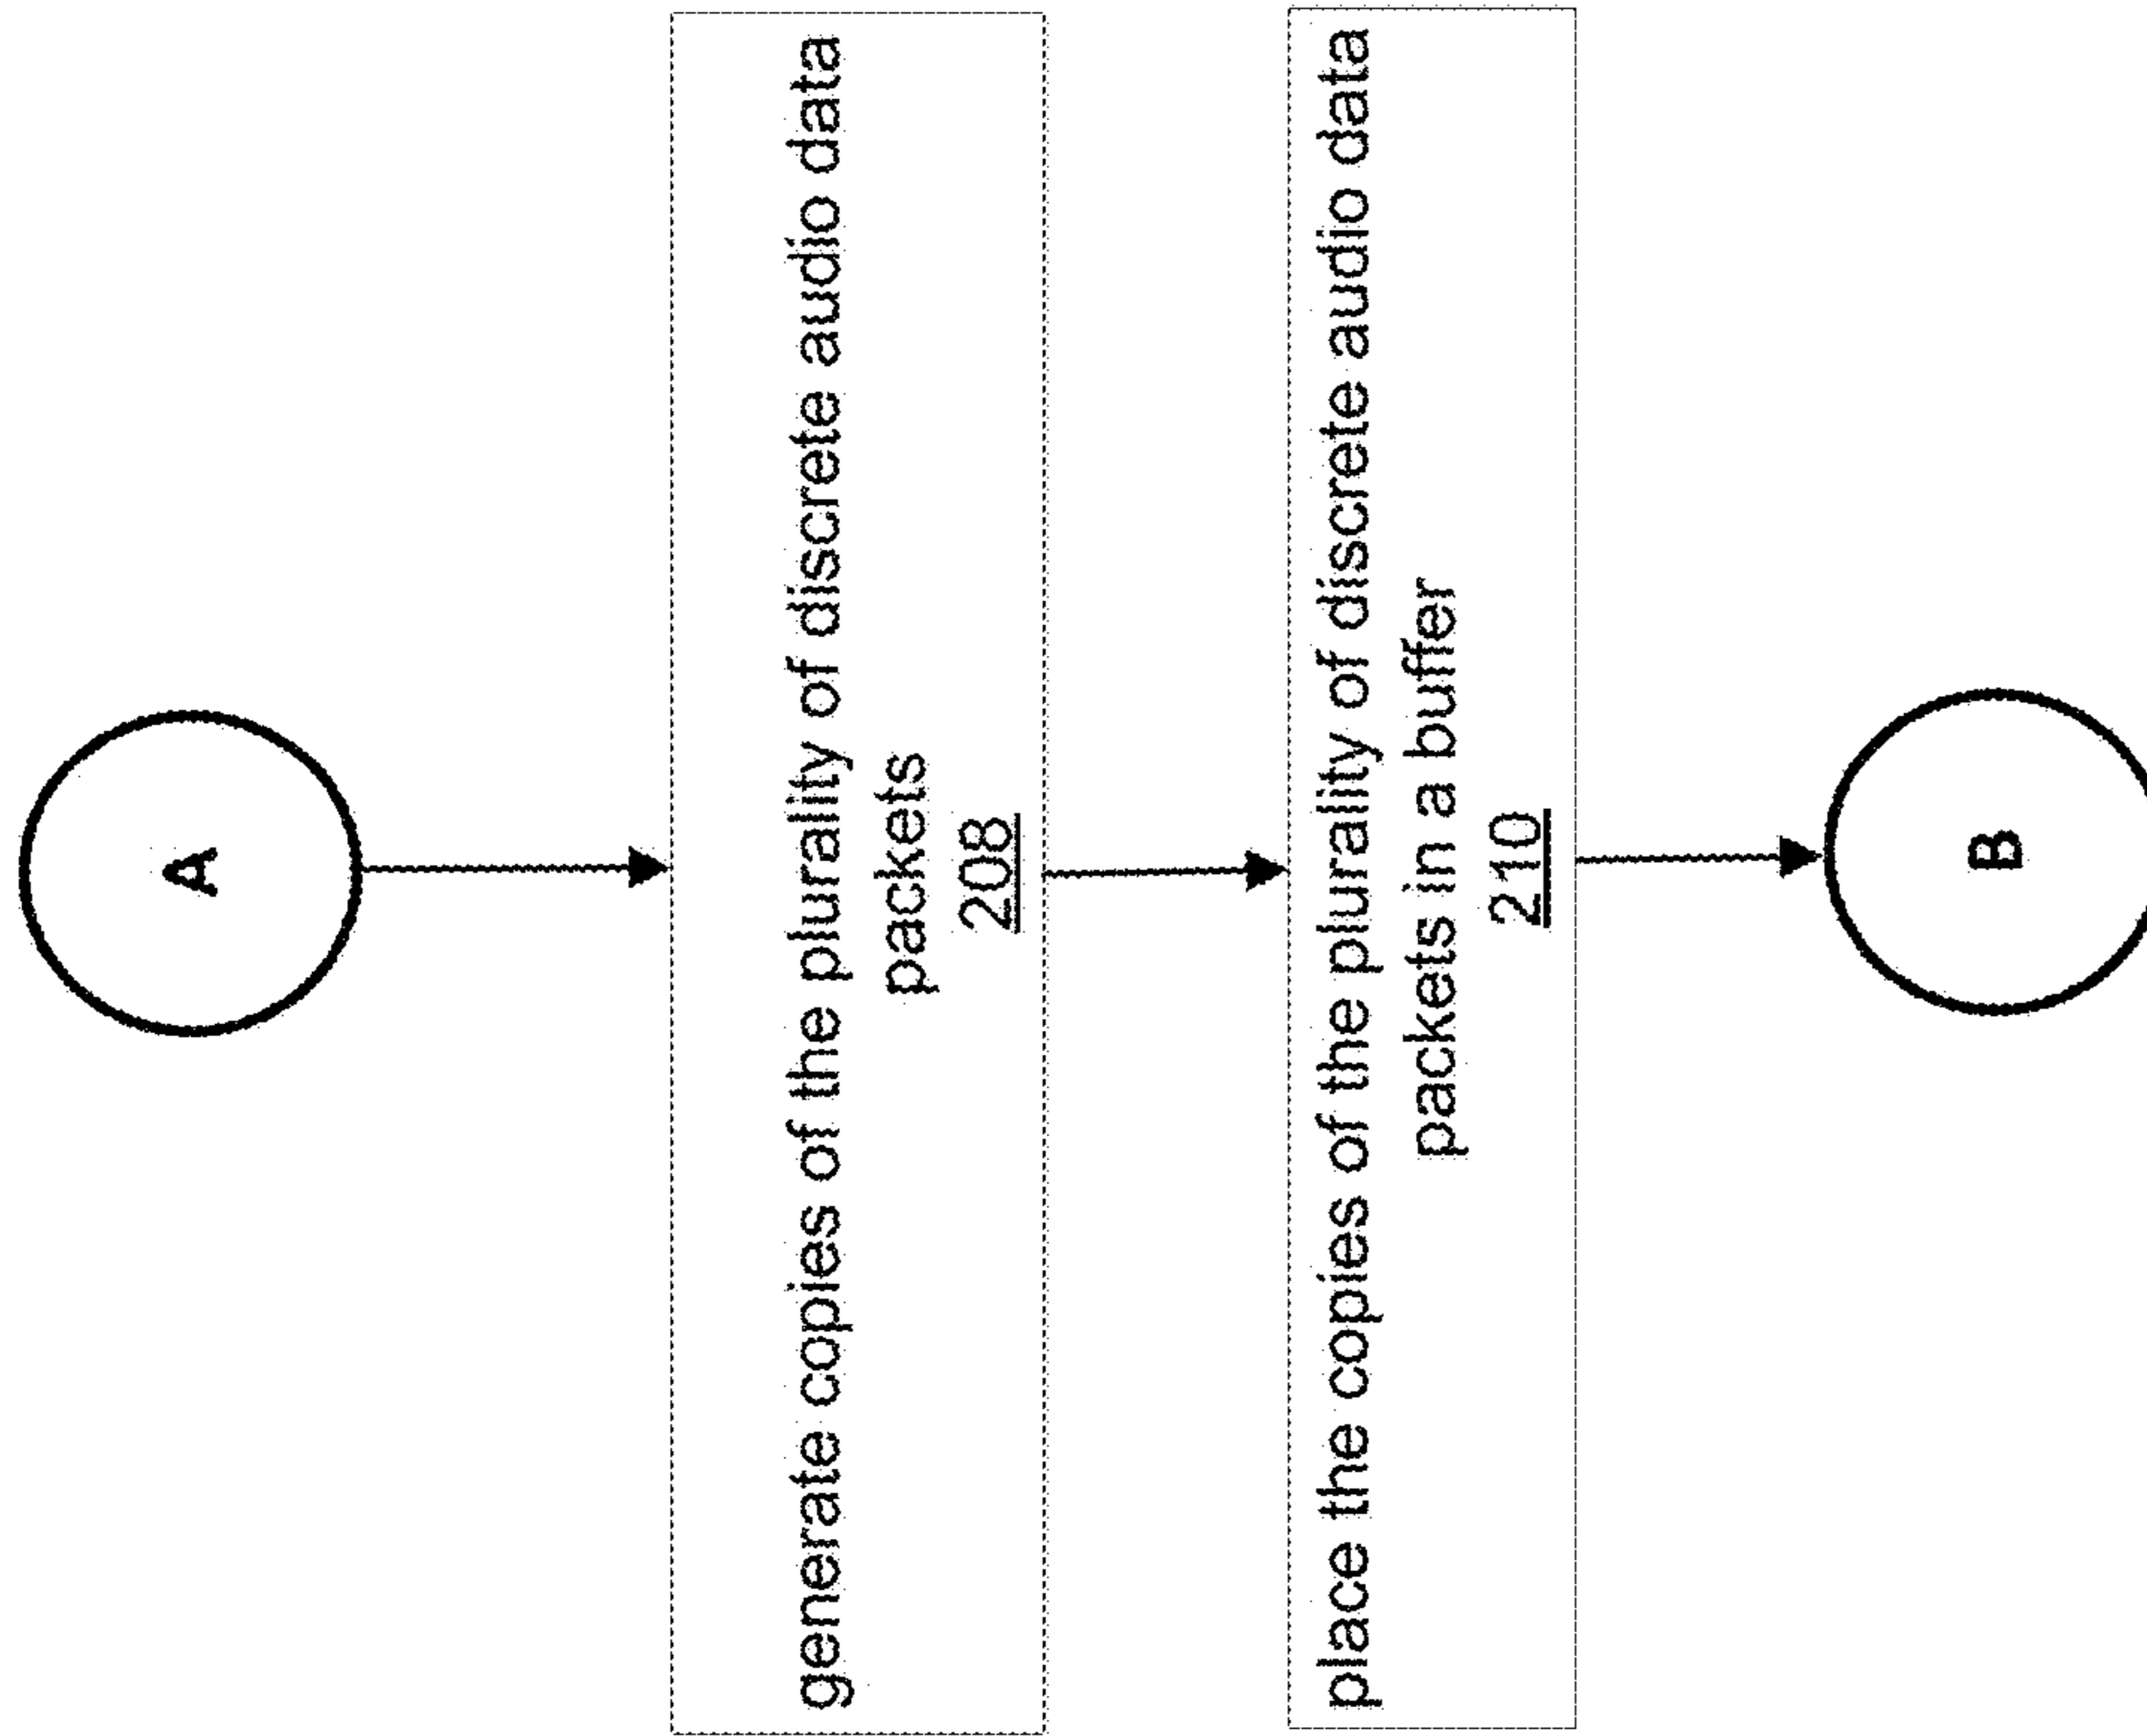 A
generate copies of the plurality of discrete audio data
packets
208
place the copies of the plurality of discrete audio data
packets in a buffer
210
B